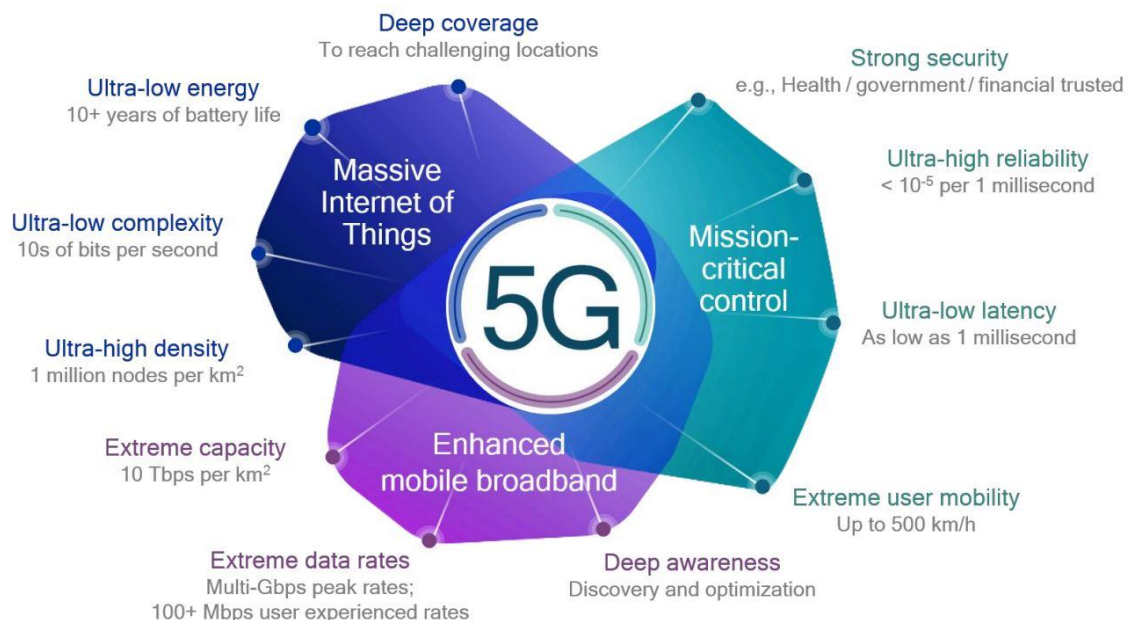 Deep coverage
To reach challenging locations
Ultra-low energy
10+ years of battery life
Ultra-low complexity
10s of bits per second
Ultra-high density
1 million nodes per km²
Massive
Internet of
Things
Strong security
e.g., Health / government / financial trusted
Ultra-high reliability
< 10⁻⁵ per 1 millisecond
Ultra-low latency
As low as 1 millisecond
Extreme user mobility
Up to 500 km/h
Mission-
critical
control
5G
Enhanced
mobile broadband
Extreme capacity
10 Tbps per km²
Extreme data rates
Multi-Gbps peak rates;
100+ Mbps user experienced rates
Deep awareness
Discovery and optimization